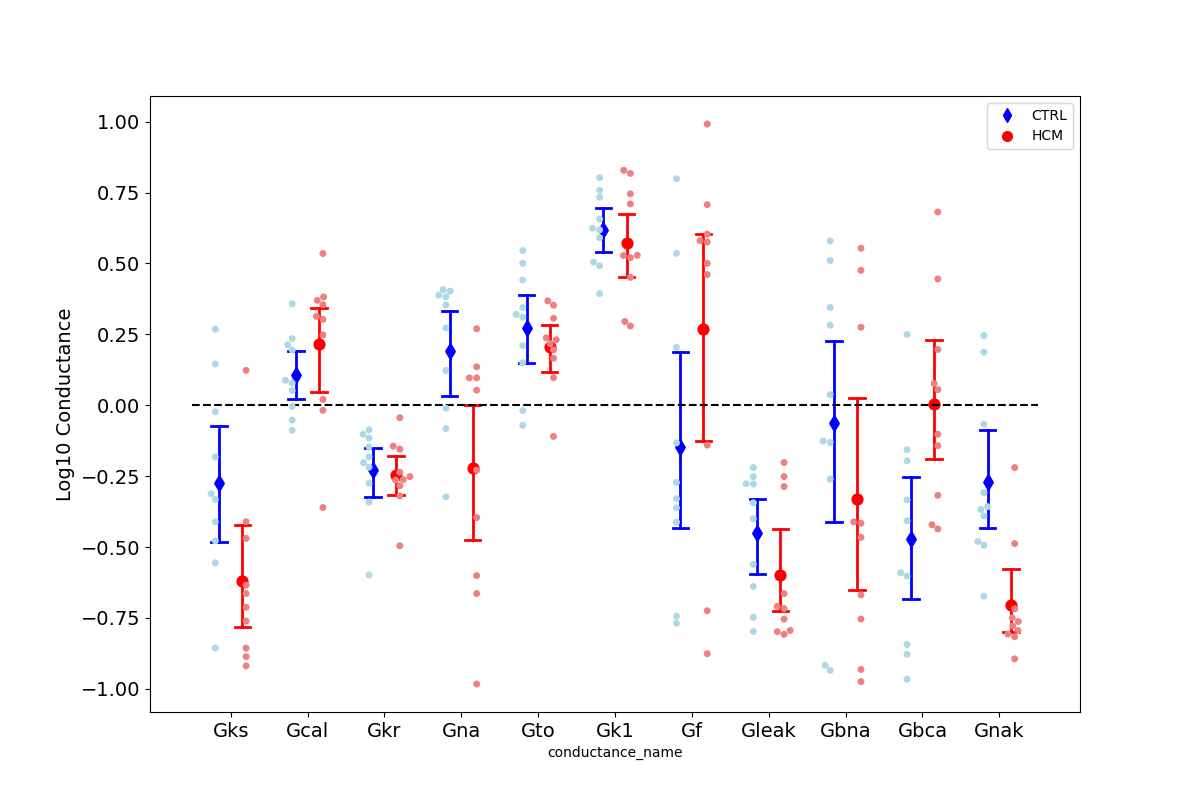 CTRL
HCM
1.00
0.75
0.50
0.25
0.00
−0.25
−0.50
−0.75
−1.00
Log10 Conductance
Gks Gcal Gkr Gna Gto Gk1 Gf Gleak Gbna Gbca Gnak
conductance_name